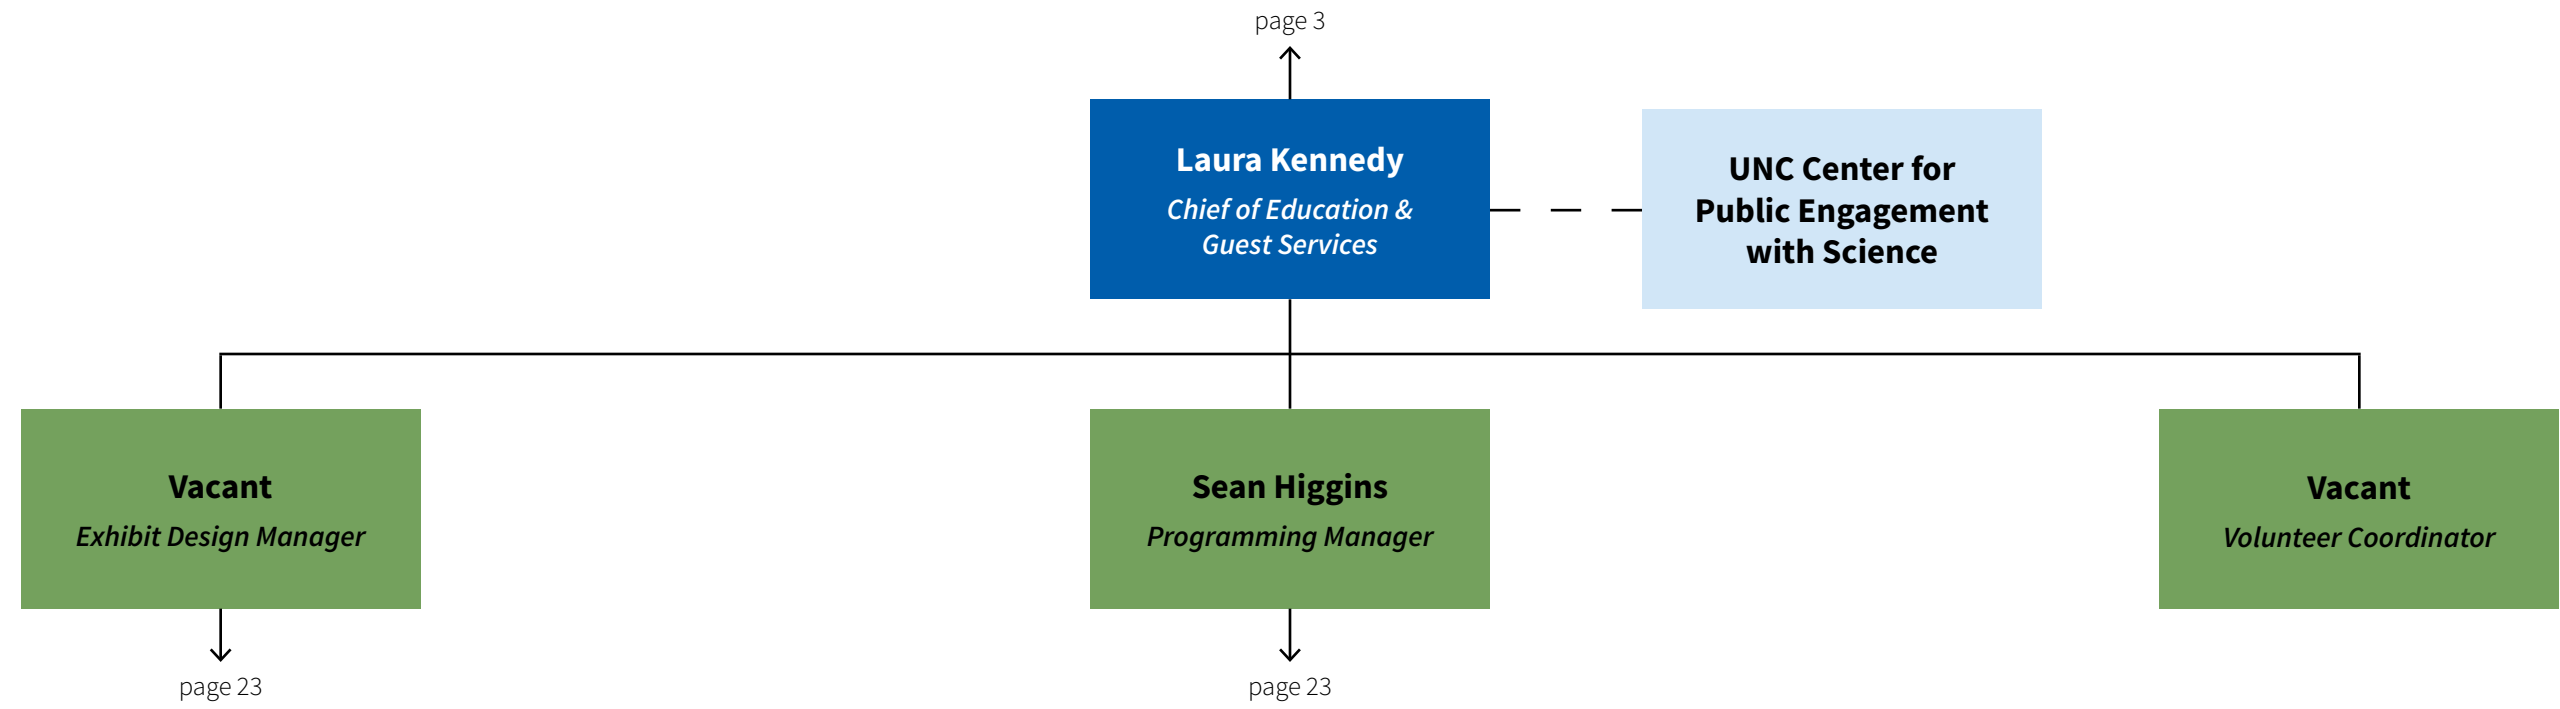 page 3
Laura Kennedy
Chief of Education &
Guest Services
UNC Center for
Public Engagement
with Science
Vacant
Exhibit Design Manager
Sean Higgins
Programming Manager
Vacant
Volunteer Coordinator
page 23
page 23